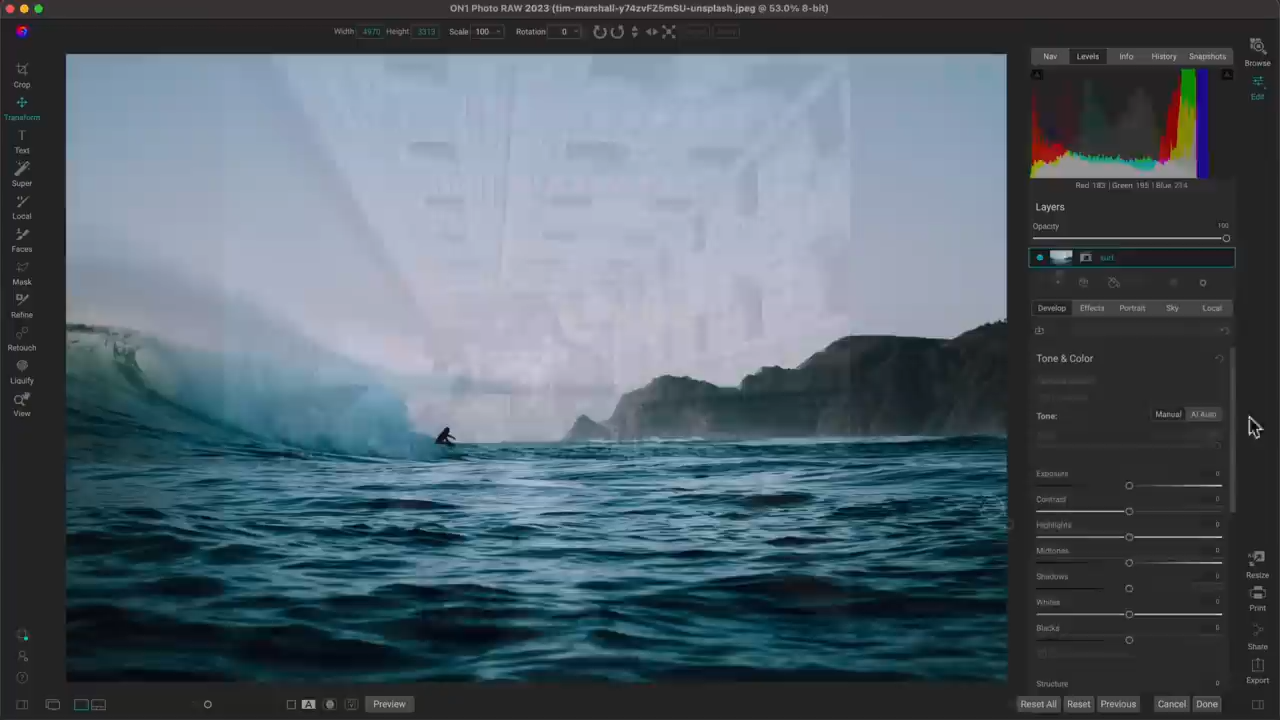 ON1 Photo RAW 2023 (tim-marshall-y74zvFZ5mSU-unsplash.jpeg @ 53.0% 8-bit)
Width 4970 Height 3313 Scale: 100 Rotation 0
Nav Levels Info History Snapshots
Browse
Edit
Crop
Transform
Text
Super
Local
Faces
Mask
Refine
Retouch
Liquify
View
Red 183 | Green 195 | Blue 214
Layers
Opacity 100
surf
Develop Effects Portrait Sky Local
Tone & Color
Tone: Manual AI Auto
Exposure 0
Contrast 0
Highlights 0
Midtones 0
Shadows 0
Whites 0
Blacks 0
Structure
Resize
Print
Share
Export
A Preview
Reset All Reset Previous Cancel Done